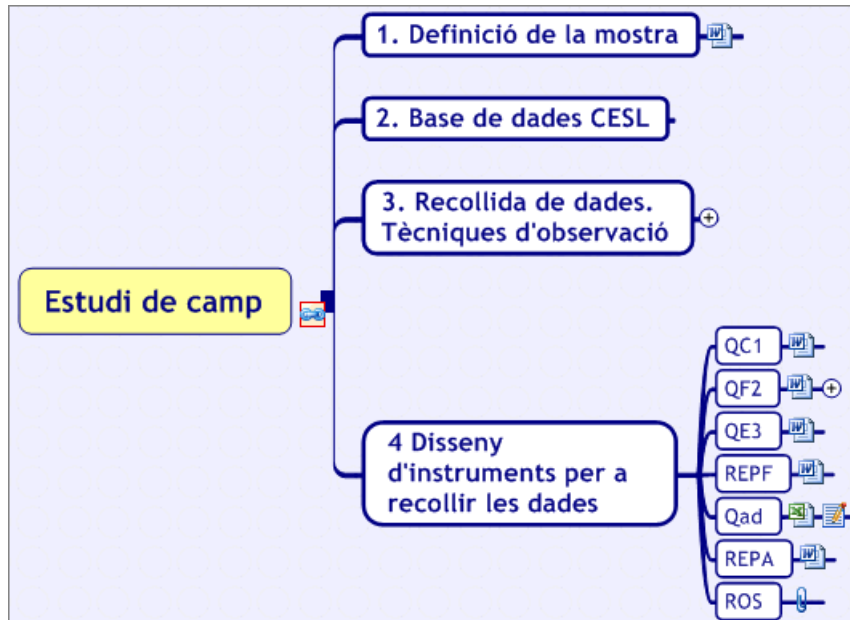 1. Definició de la mostra
2. Base de dades CESL
3. Recollida de dades.
Tècniques d'observació
Estudi de camp
4 Disseny
d'instruments per a
recollir les dades
QC1
QF2
QE3
REPF
Qad
REPA
ROS